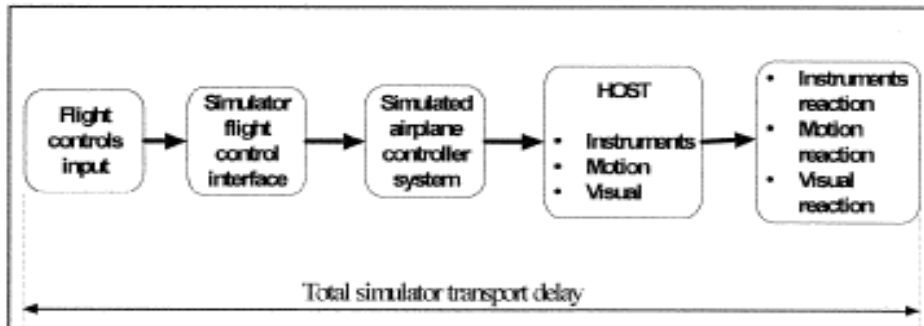 Flight
controls
input
Simulator
flight
control
interface
Simulated
airplane
controller
system
HOST
• Instruments
• Motion
• Visual
• Instruments
reaction
• Motion
reaction
• Visual
reaction
Total simulator transport delay